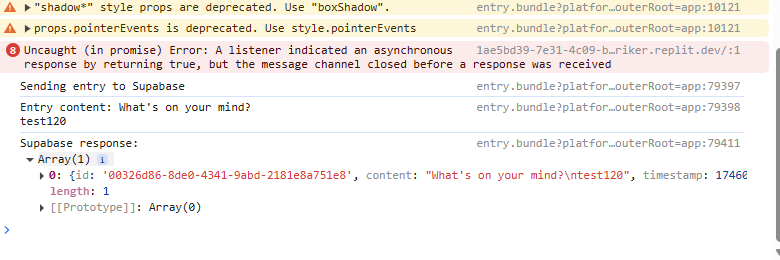 "shadow*" style props are deprecated. Use "boxShadow". entry.bundle?platfor…outerRoot=app:10121
props.pointerEvents is deprecated. Use style.pointerEvents entry.bundle?platfor…outerRoot=app:10121
8 Uncaught (in promise) Error: A listener indicated an asynchronous 1ae5bd39-7e31-4c09-b…riker.replit.dev/:1
response by returning true, but the message channel closed before a response was received
Sending entry to Supabase entry.bundle?platfor…outerRoot=app:79397
Entry content: What's on your mind? entry.bundle?platfor…outerRoot=app:79398
test120
Supabase response: entry.bundle?platfor…outerRoot=app:79411
Array(1) i
0: {id: '00326d86-8de0-4341-9abd-2181e8a751e8', content: "What's on your mind?\ntest120", timestamp: 17460
length: 1
[[Prototype]]: Array(0)